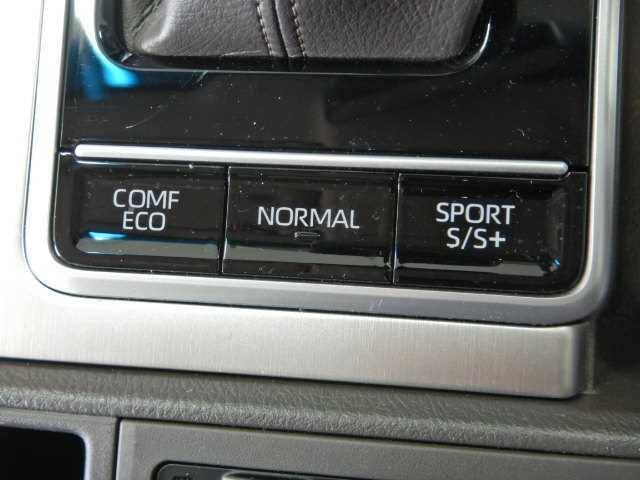 COMF
ECO
NORMAL
SPORT
S/S+